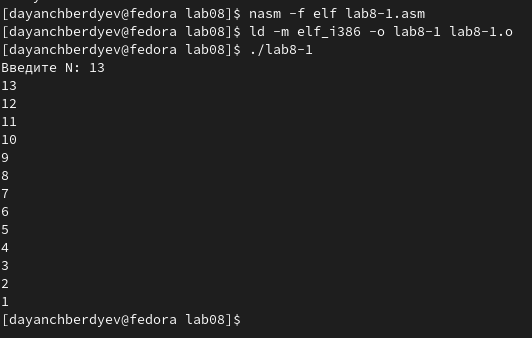 [dayanchberdyev@fedora lab08]$ nasm -f elf lab8-1.asm
[dayanchberdyev@fedora lab08]$ ld -m elf_i386 -o lab8-1 lab8-1.o
[dayanchberdyev@fedora lab08]$ ./lab8-1
Введите N: 13
13
12
11
10
9
8
7
6
5
4
3
2
1
[dayanchberdyev@fedora lab08]$